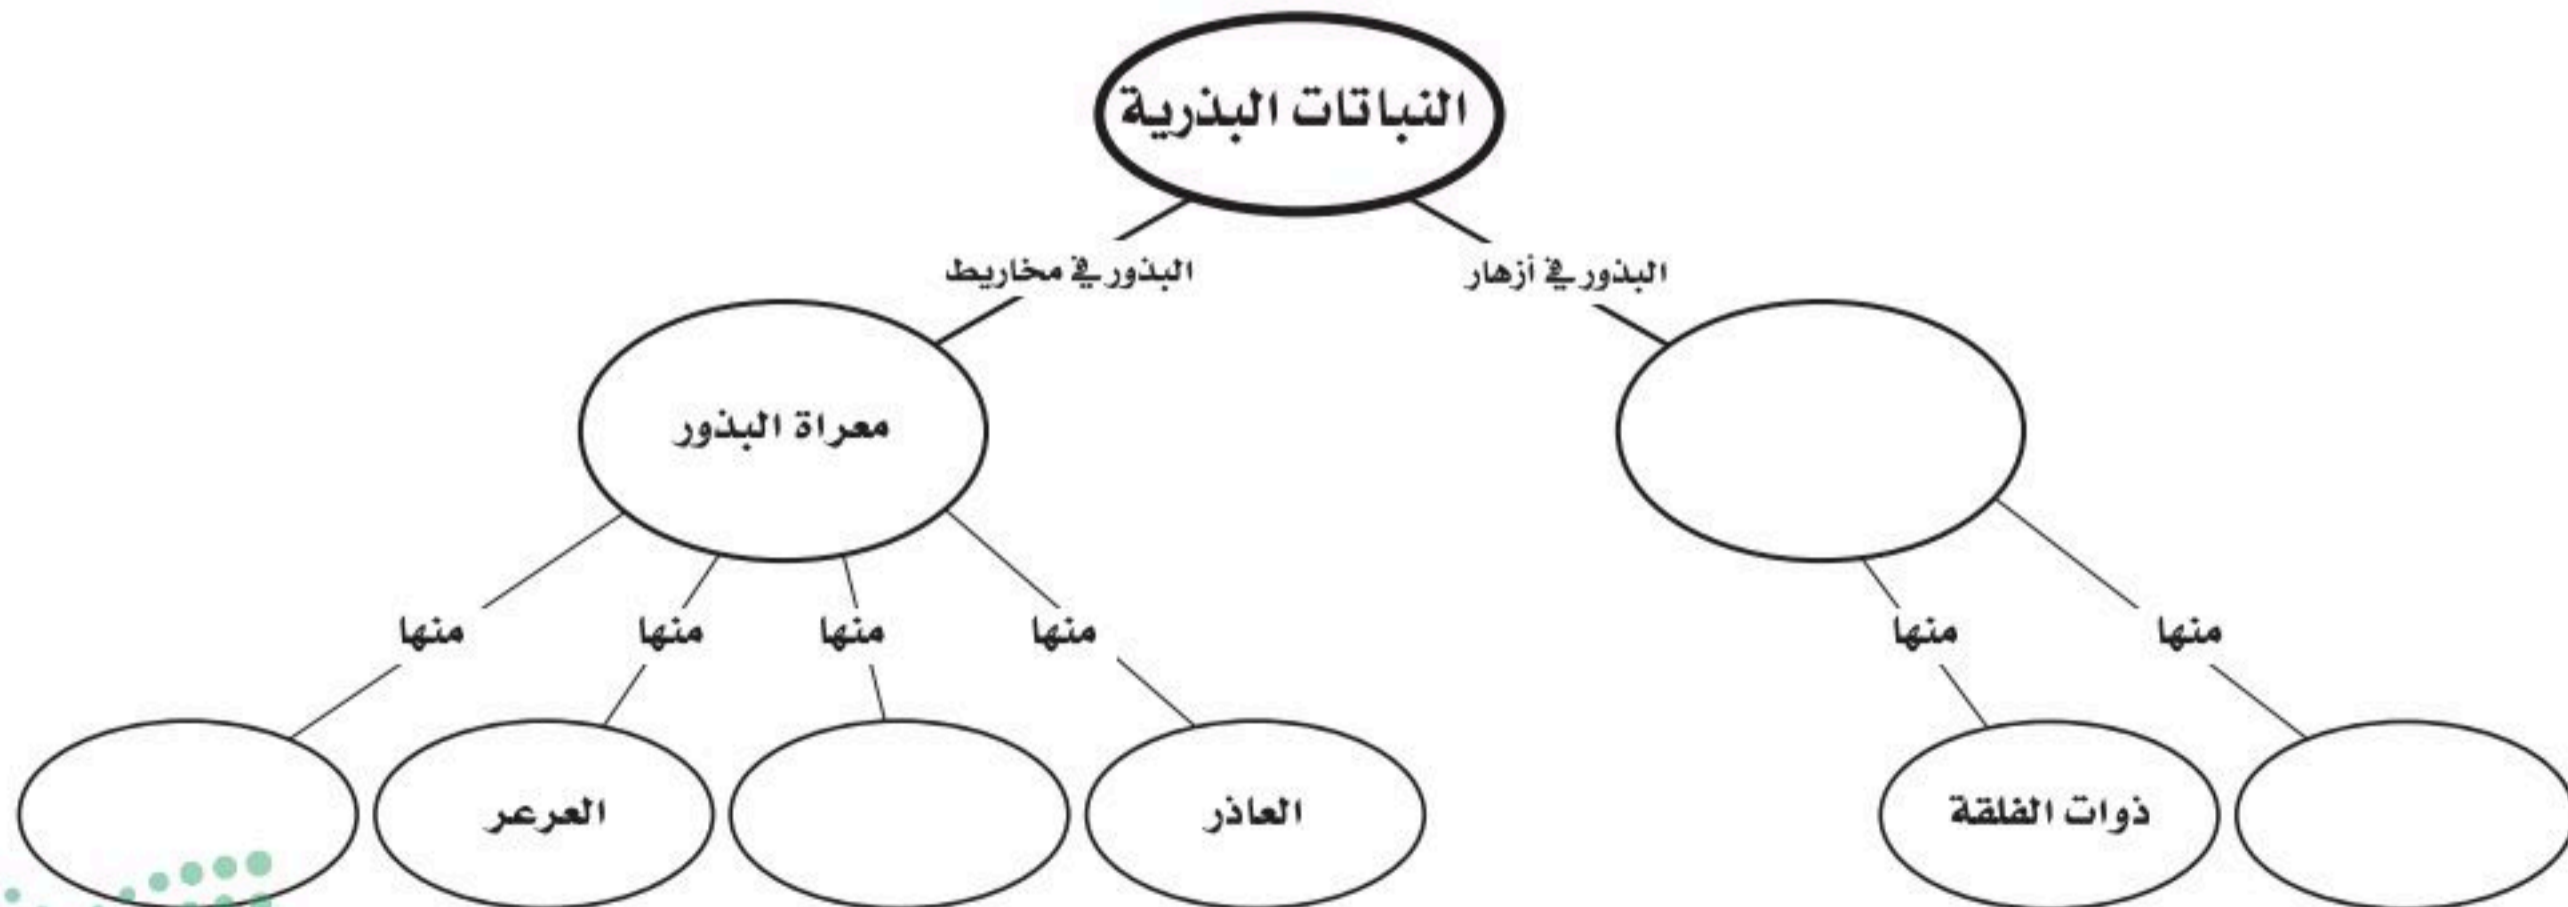 النباتات البذرية
البذور في أزهار
البذور في مخاريط
معراة البذور
منها
منها
منها
منها
منها
منها
ذوات الفلقة
العاذر
العرعر